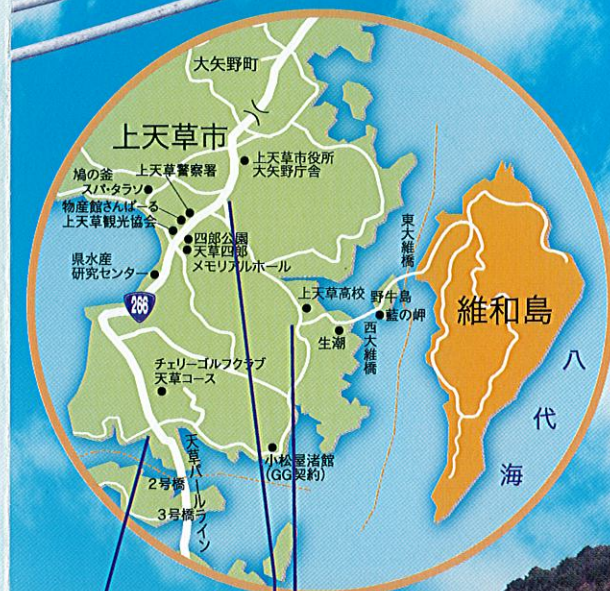 大矢野町
上天草市
上天草市役所
大矢野庁舎
鳩の釜
スパ・タラソ
上天草警察署
物産館さんぱーる
上天草観光協会
四郎公園
天草四郎
メモリアルホール
県水産
研究センター
266
東大維橋
上天草高校
野牛島
藍の岬
生潮
西大維橋
維和島
八代海
チェリーゴルフクラブ
天草コース
小松屋渚館
(GG契約)
天草パールライン
2号橋
3号橋